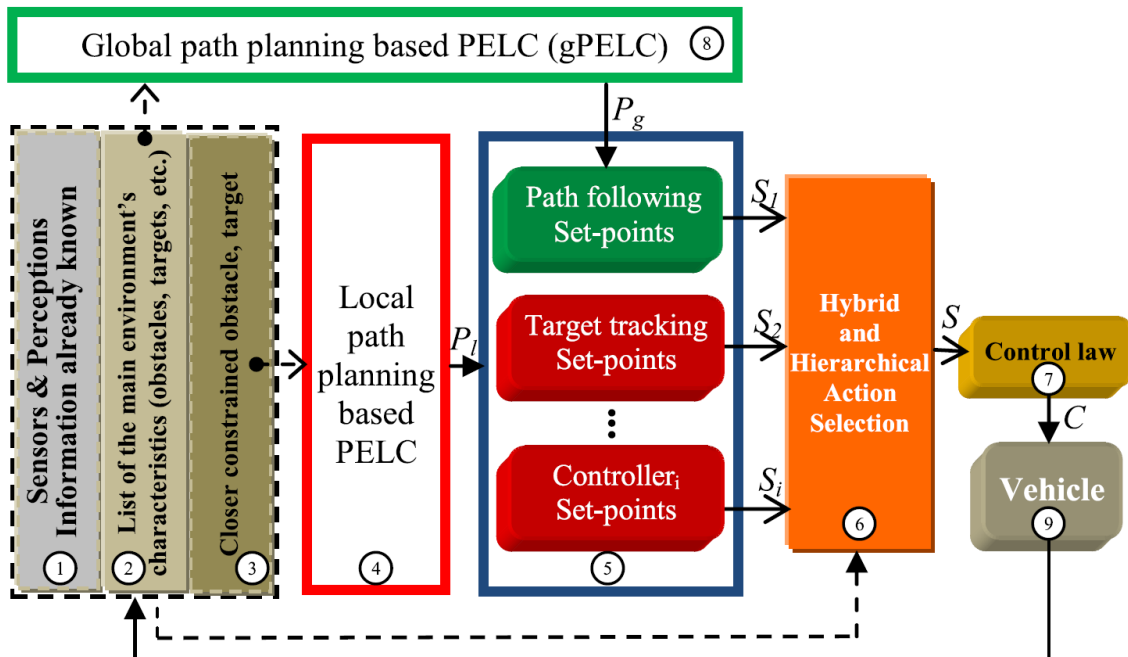 Global path planning based PELC (gPELC) 8
P_g
Sensors & Perceptions
Information already known
1
List of the main environment's
characteristics (obstacles, targets, etc.)
2
Closer constrained obstacle, target
3
Local
path
planning
based
PELC
4
P_l
Path following
Set-points
Target tracking
Set-points
⋮
Controller_i
Set-points
5
S_1
S_2
S_i
Hybrid
and
Hierarchical
Action
Selection
6
S
Control law
7
C
Vehicle
9